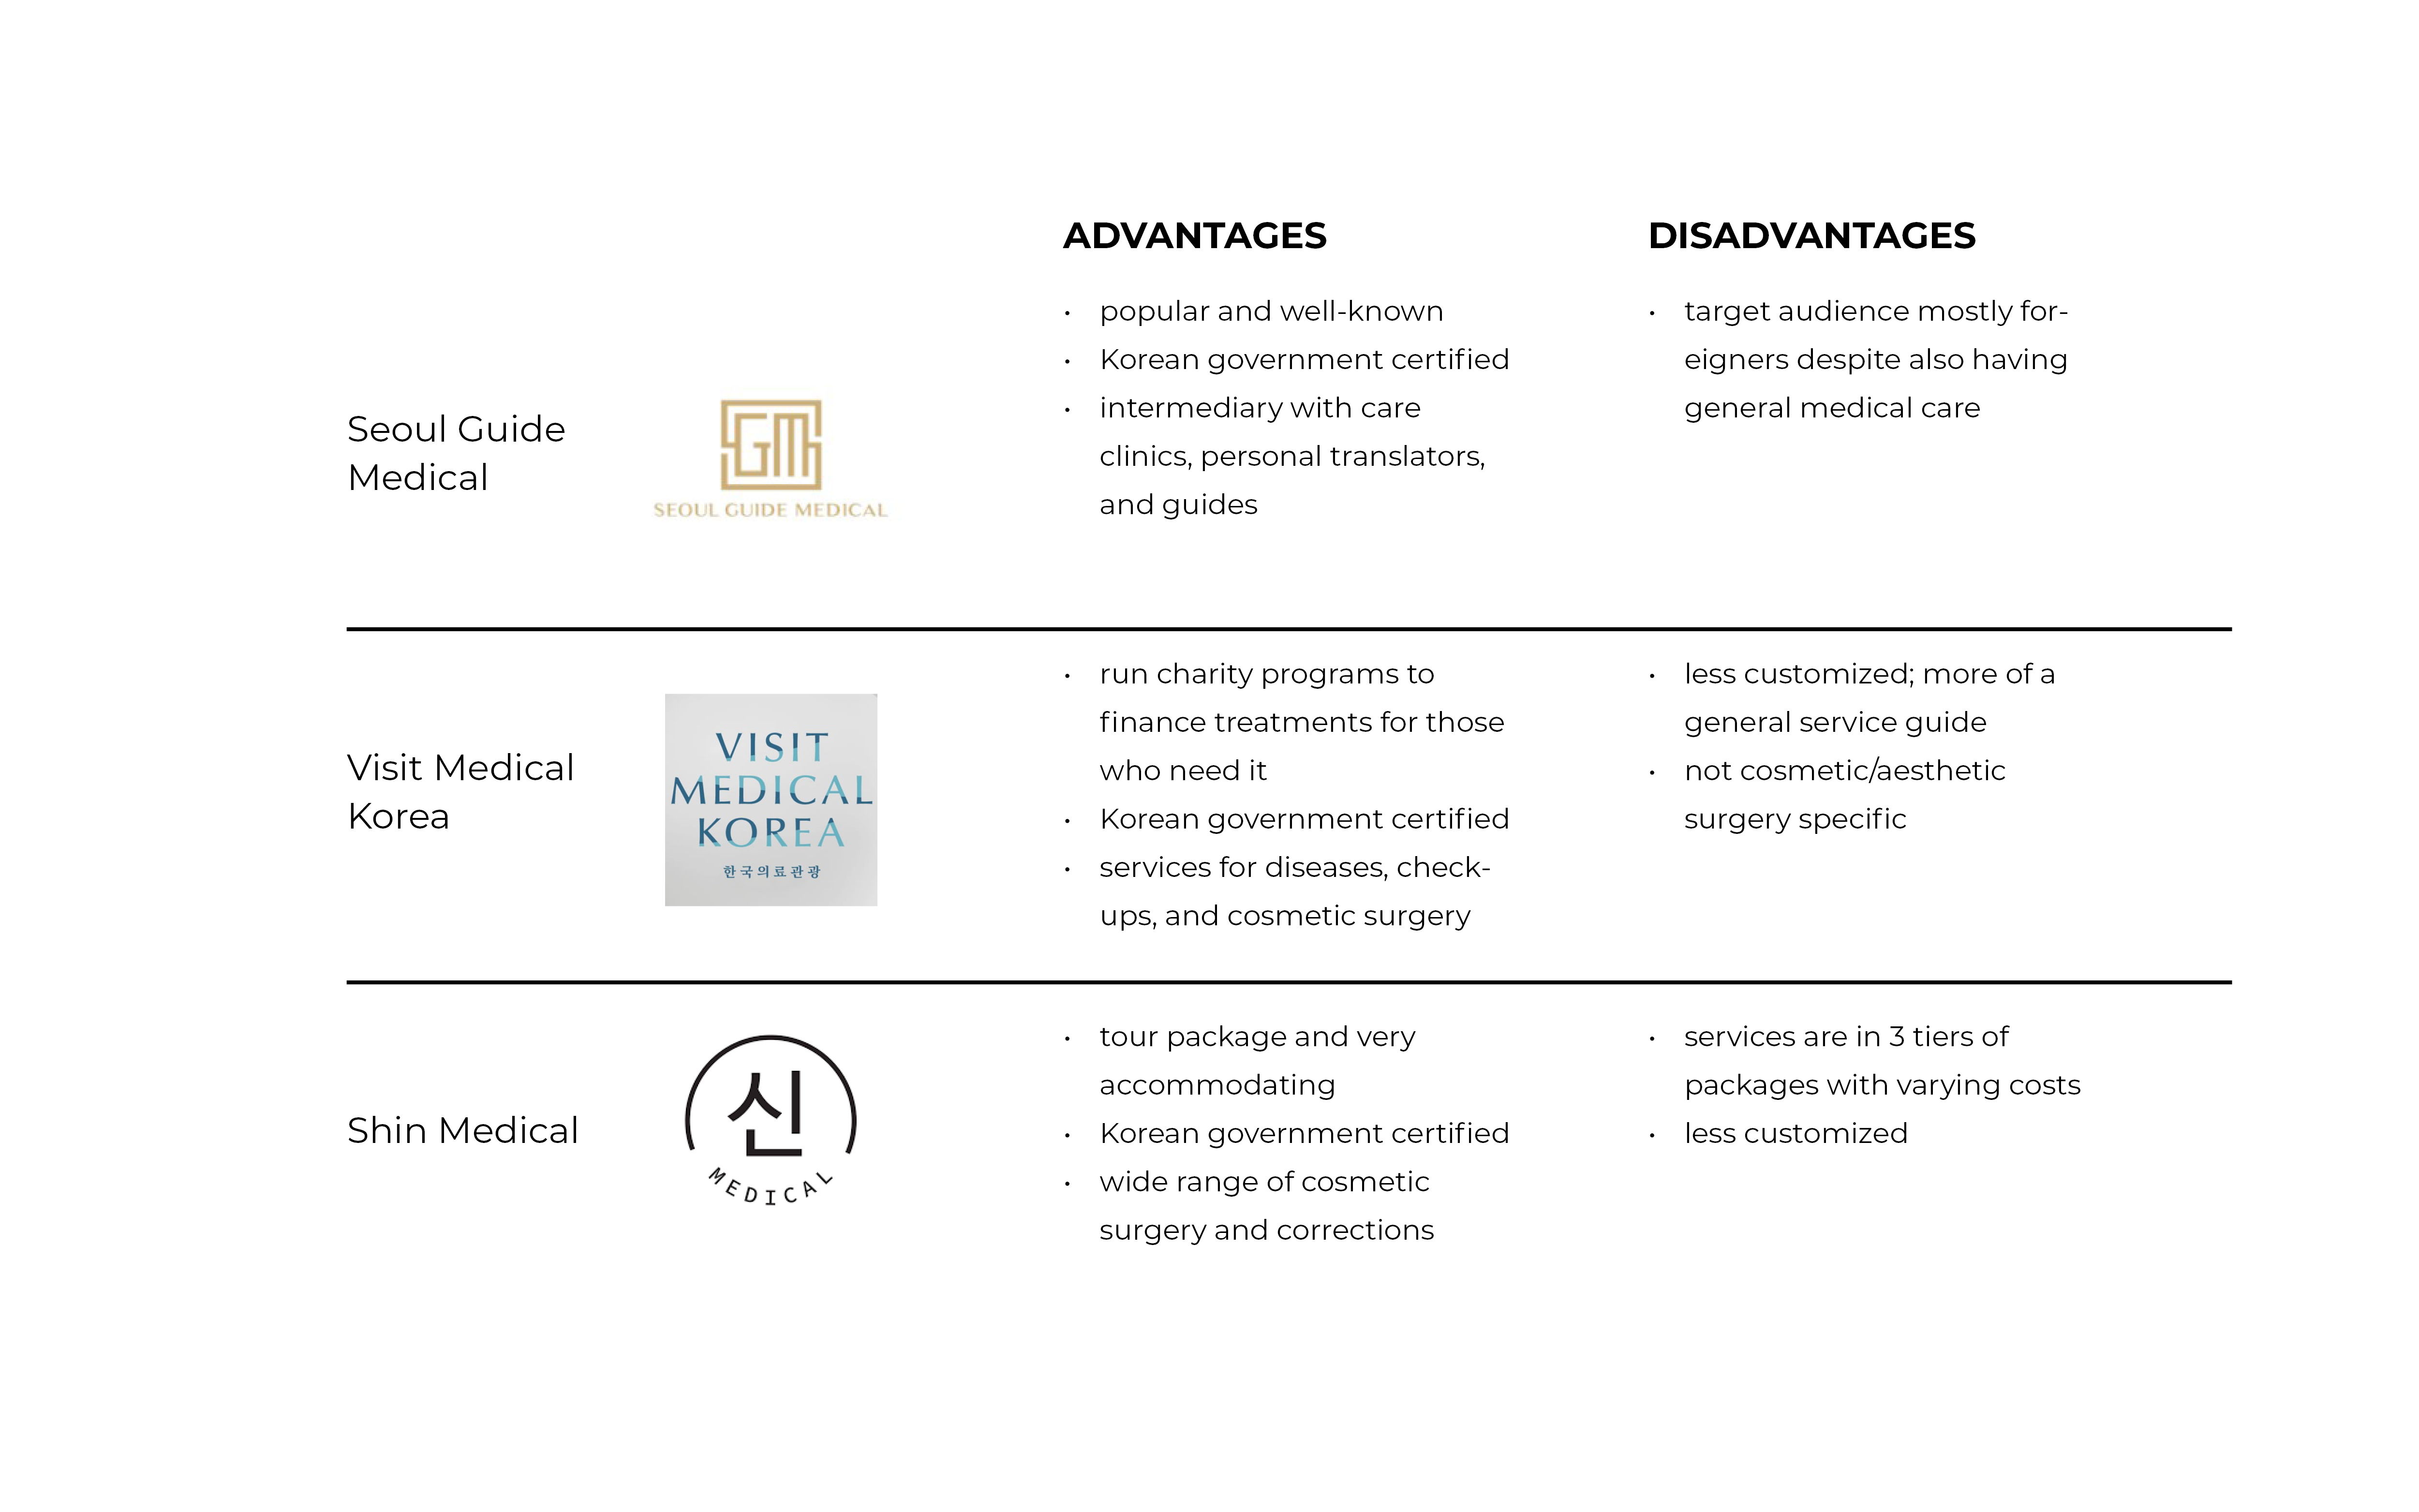 ADVANTAGES
DISADVANTAGES
Seoul Guide
Medical
GM
SEOUL GUIDE MEDICAL
• popular and well-known
• Korean government certified
• intermediary with care
clinics, personal translators,
and guides
• target audience mostly for-
eigners despite also having
general medical care
Visit Medical
Korea
VISIT
MEDICAL
KOREA
한국의료관광
• run charity programs to
finance treatments for those
who need it
• Korean government certified
• services for diseases, check-
ups, and cosmetic surgery
• less customized; more of a
general service guide
• not cosmetic/aesthetic
surgery specific
Shin Medical
신
MEDICAL
• tour package and very
accommodating
• Korean government certified
• wide range of cosmetic
surgery and corrections
• services are in 3 tiers of
packages with varying costs
• less customized